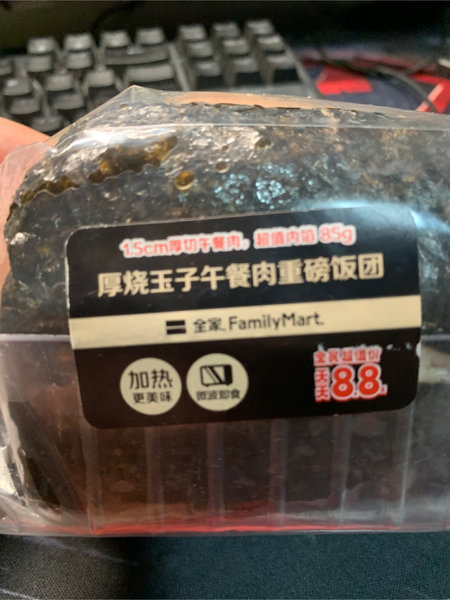 1.5cm厚切午餐肉，超值内馅 85g
厚烧玉子午餐肉重磅饭团
全家 FamilyMart
加热
更美味
微波即食
全家超值价
天天
8.8